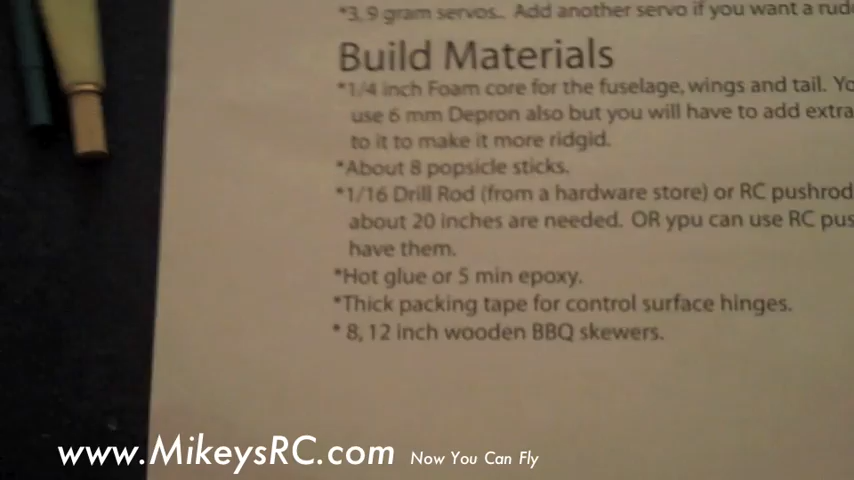 *3, 9 gram servos.. Add another servo if you want a rud
Build Materials
*1/4 inch Foam core for the fuselage, wings and tail. Yo
use 6 mm Depron also but you will have to add extra
to it to make it more ridgid.
*About 8 popsicle sticks.
*1/16 Drill Rod (from a hardware store) or RC pushrod
about 20 inches are needed. OR ypu can use RC pus
have them.
*Hot glue or 5 min epoxy.
*Thick packing tape for control surface hinges.
* 8, 12 inch wooden BBQ skewers.
www.MikeysRC.com Now You Can Fly